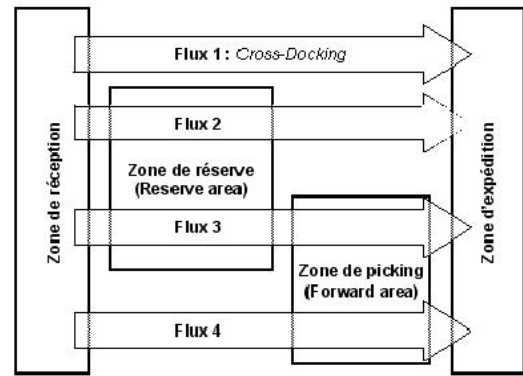 Zone de réception
Flux 1 : Cross-Docking
Flux 2
Zone de réserve
(Reserve area)
Flux 3
Zone de picking
(Forward area)
Flux 4
Zone d'expédition